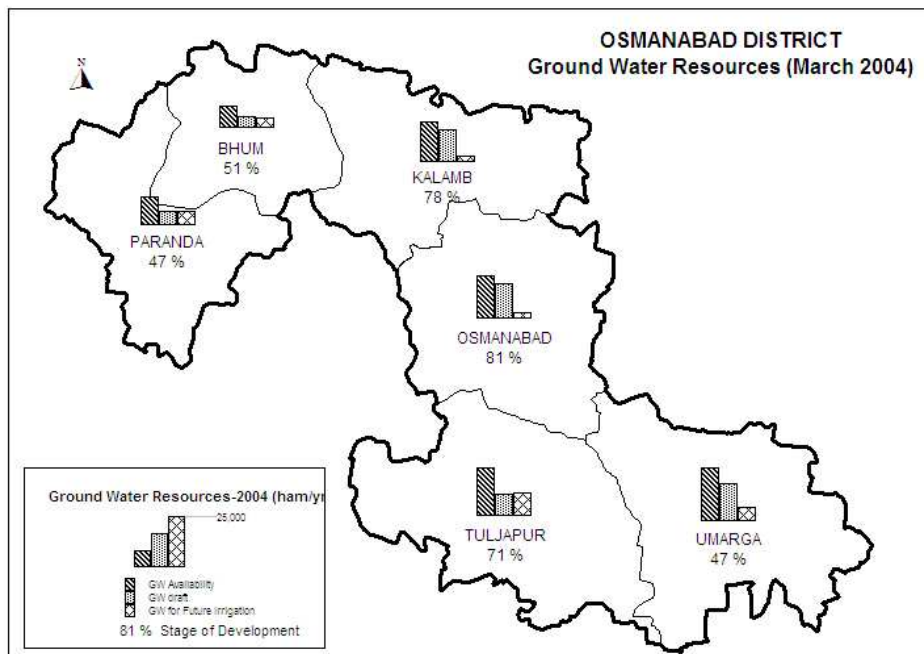 OSMANABAD DISTRICT
Ground Water Resources (March 2004)
N
BHUM
51 %
KALAMB
78 %
PARANDA
47 %
OSMANABAD
81 %
TULJAPUR
71 %
UMARGA
47 %
Ground Water Resources-2004 (ham/yr
25,000
GW Availability
GW draft
GW for Future Irrigation
81 % Stage of Development